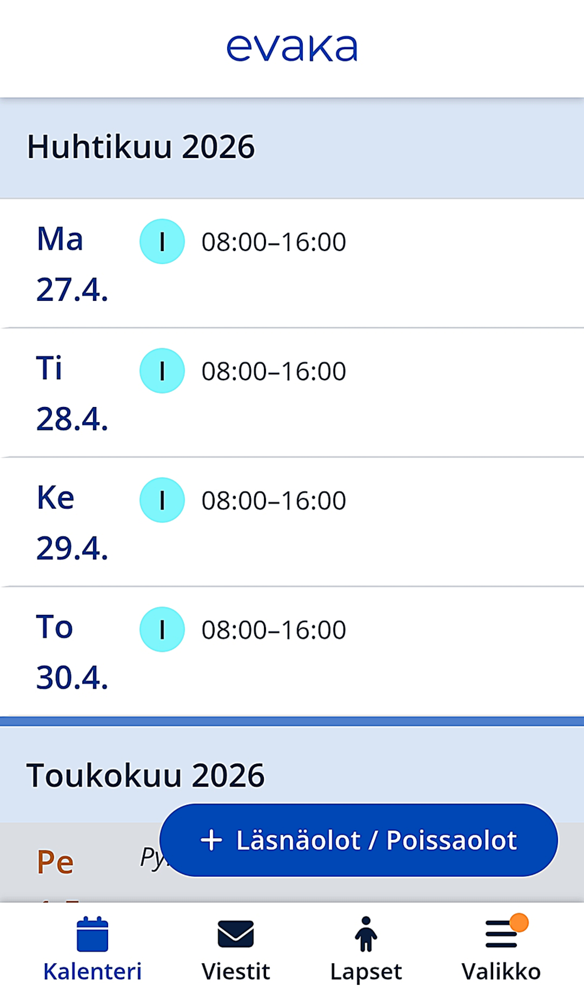 evaka
Huhtikuu 2026
Ma
I
08:00–16:00
27.4.
Ti
I
08:00–16:00
28.4.
Ke
I
08:00–16:00
29.4.
To
I
08:00–16:00
30.4.
Toukokuu 2026
+ Läsnäolot / Poissaolot
Pe
Kalenteri
Viestit
Lapset
Valikko